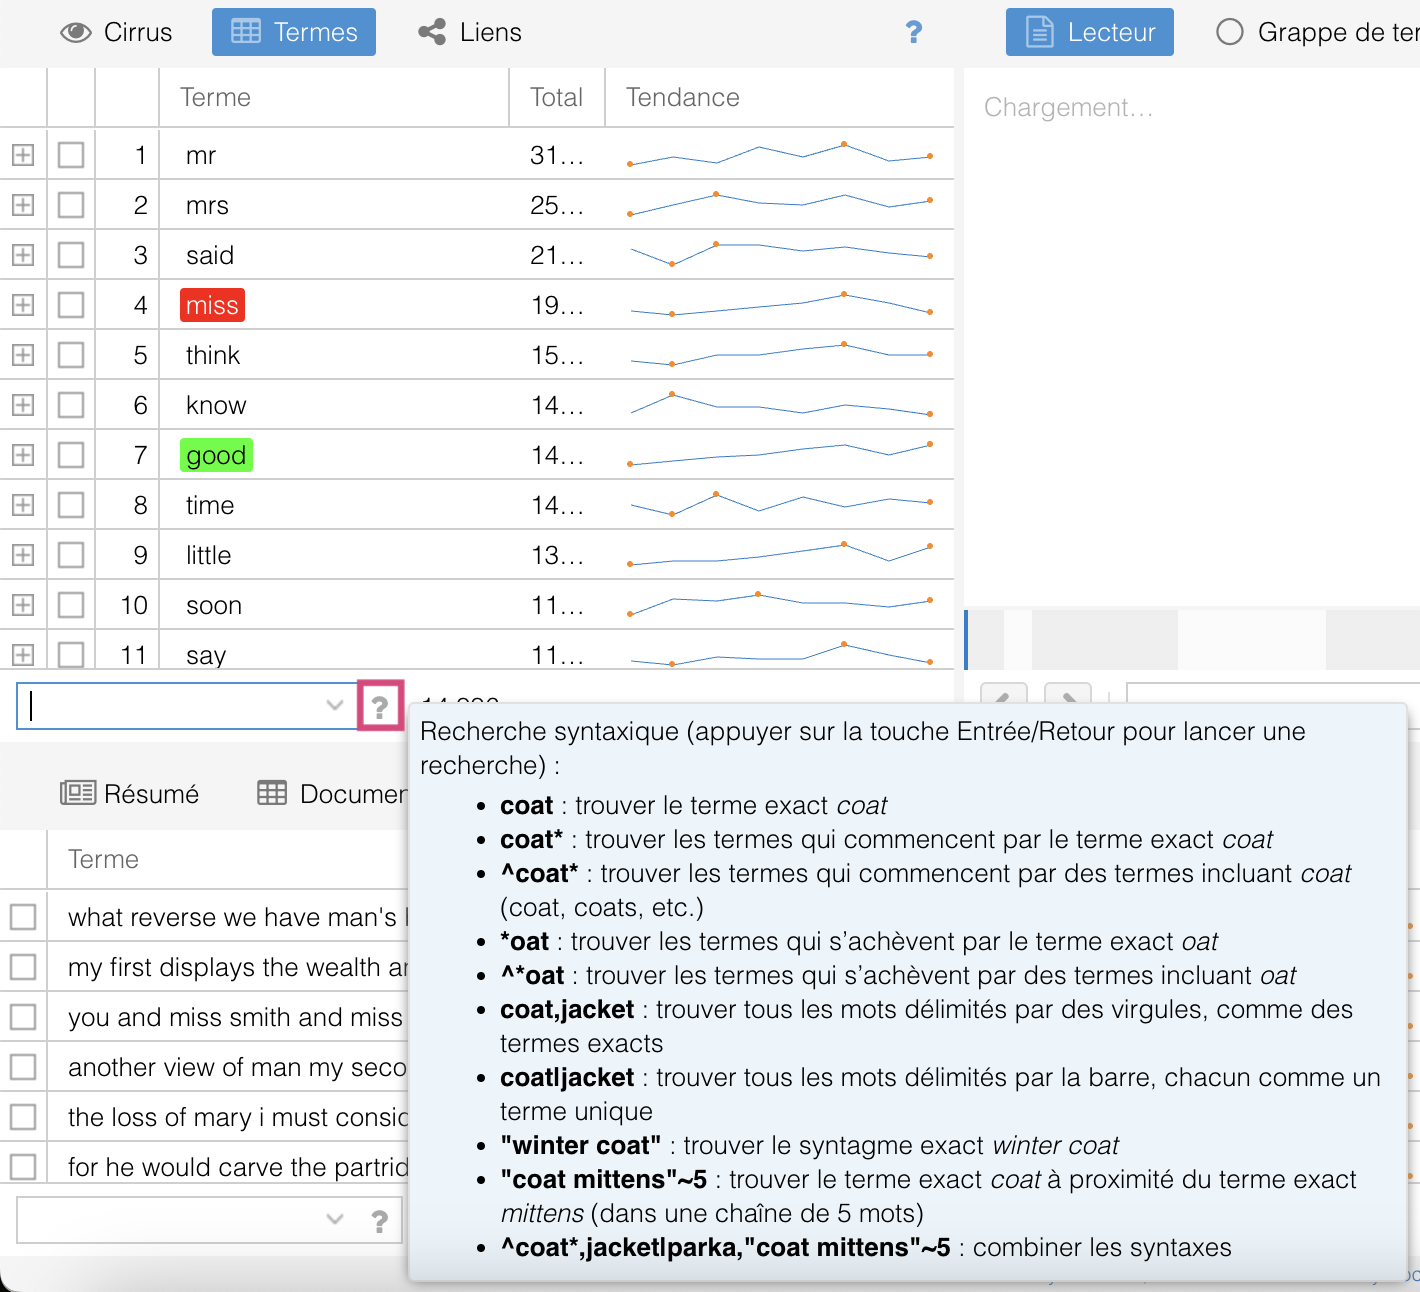 Cirrus Termes Liens ? Lecteur Grappe de
Terme Total Tendance
Chargement...
1 mr 31...
2 mrs 25...
3 said 21...
4 miss 19...
5 think 15...
6 know 14...
7 good 14...
8 time 14...
9 little 13...
10 soon 11...
11 say 11...
?
Recherche syntaxique (appuyer sur la touche Entrée/Retour pour lancer une
recherche) :
• coat : trouver le terme exact coat
• coat* : trouver les termes qui commencent par le terme exact coat
• ^coat* : trouver les termes qui commencent par des termes incluant coat
(coat, coats, etc.)
• *oat : trouver les termes qui s’achèvent par le terme exact oat
• ^*oat : trouver les termes qui s’achèvent par des termes incluant oat
• coat,jacket : trouver tous les mots délimités par des virgules, comme des
termes exacts
• coat|jacket : trouver tous les mots délimités par la barre, chacun comme un
terme unique
• "winter coat" : trouver le syntagme exact winter coat
• "coat mittens"~5 : trouver le terme exact coat à proximité du terme exact
mittens (dans une chaîne de 5 mots)
• ^coat*,jacket|parka,"coat mittens"~5 : combiner les syntaxes
Résumé Documen
Terme
what reverse we have man's
my first displays the wealth
you and miss smith and miss
another view of man my seco
the loss of mary i must consid
for he would carve the partrid
?